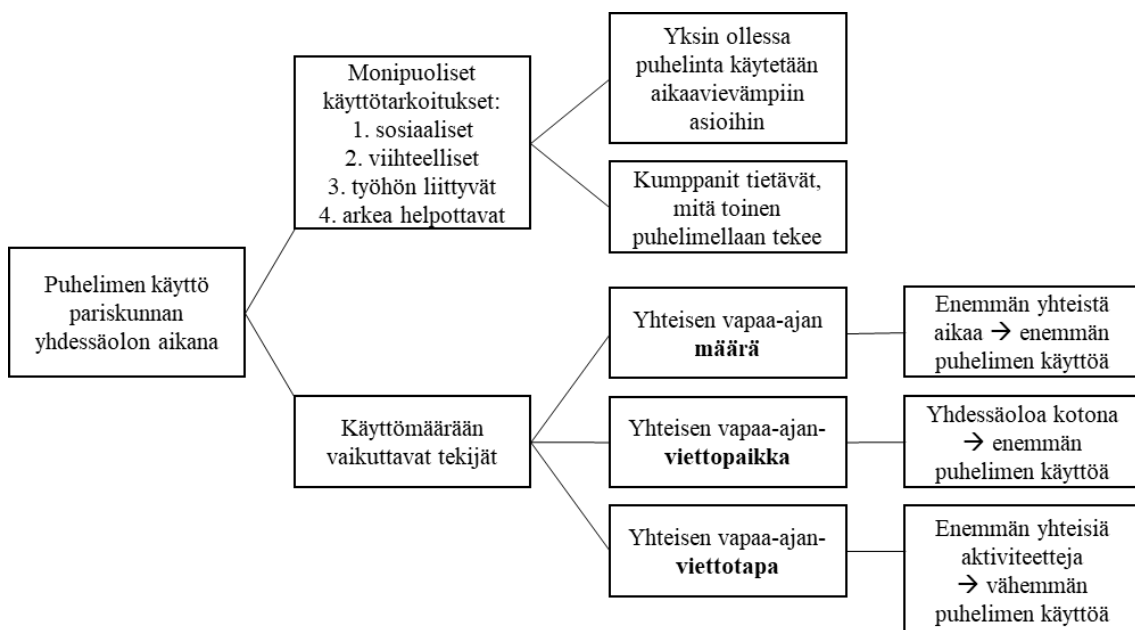 Puhelimen käyttö
pariskunnan
yhdessäolon aikana
Monipuoliset
käyttötarkoitukset:
1. sosiaaliset
2. viihteelliset
3. työhön liittyvät
4. arkea helpottavat
Yksin ollessa
puhelinta käytetään
aikaavievämpiin
asioihin
Kumppanit tietävät,
mitä toinen
puhelimellaan tekee
Käyttömäärään
vaikuttavat tekijät
Yhteisen vapaa-ajan
määrä
Enemmän yhteistä
aikaa → enemmän
puhelimen käyttöä
Yhteisen vapaa-ajan-
viettopaikka
Yhdessäoloa kotona
→ enemmän
puhelimen käyttöä
Yhteisen vapaa-ajan-
viettotapa
Enemmän yhteisiä
aktiviteetteja
→ vähemmän
puhelimen käyttöä